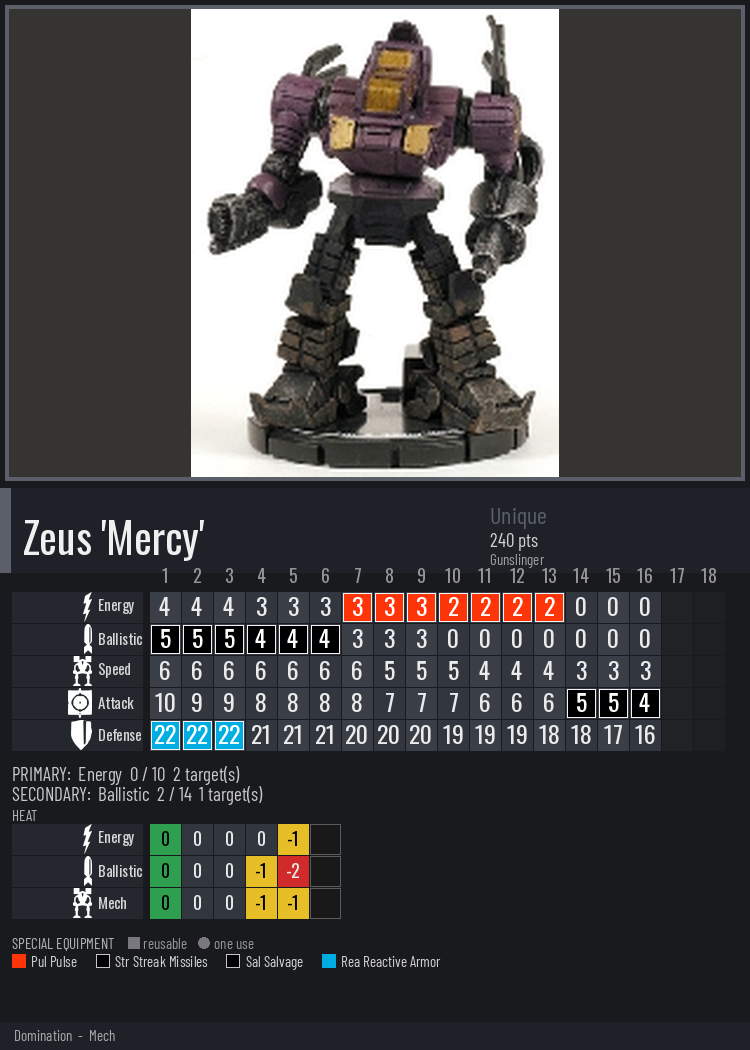 Zeus 'Mercy'
Unique
240 pts
Gunslinger
1 2 3 4 5 6 7 8 9 10 11 12 13 14 15 16 17 18
Energy 4 4 4 3 3 3 3 3 3 2 2 2 2 0 0 0
Ballistic 5 5 5 4 4 4 3 3 3 0 0 0 0 0 0 0
Speed 6 6 6 6 6 6 6 5 5 5 4 4 4 3 3 3
Attack 10 9 9 8 8 8 8 7 7 7 6 6 6 5 5 4
Defense 22 22 22 21 21 21 20 20 20 19 19 19 18 18 17 16
PRIMARY: Energy 0 / 10 2 target(s)
SECONDARY: Ballistic 2 / 14 1 target(s)
HEAT
Energy 0 0 0 0 -1
Ballistic 0 0 0 -1 -2
Mech 0 0 0 -1 -1
SPECIAL EQUIPMENT reusable one use
Pul Pulse Str Streak Missiles Sal Salvage Rea Reactive Armor
Domination - Mech